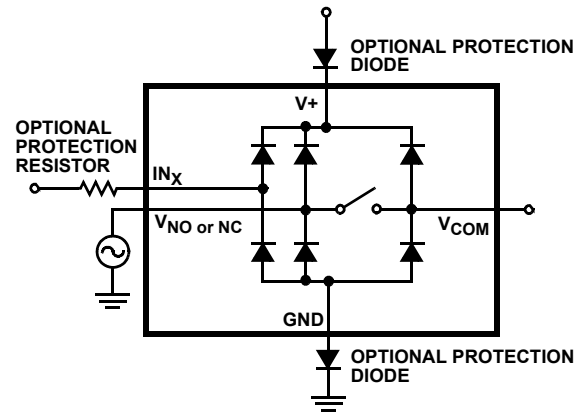 OPTIONAL PROTECTION
DIODE
V+
OPTIONAL
PROTECTION
RESISTOR
INX
VNO or NC
VCOM
GND
OPTIONAL PROTECTION
DIODE